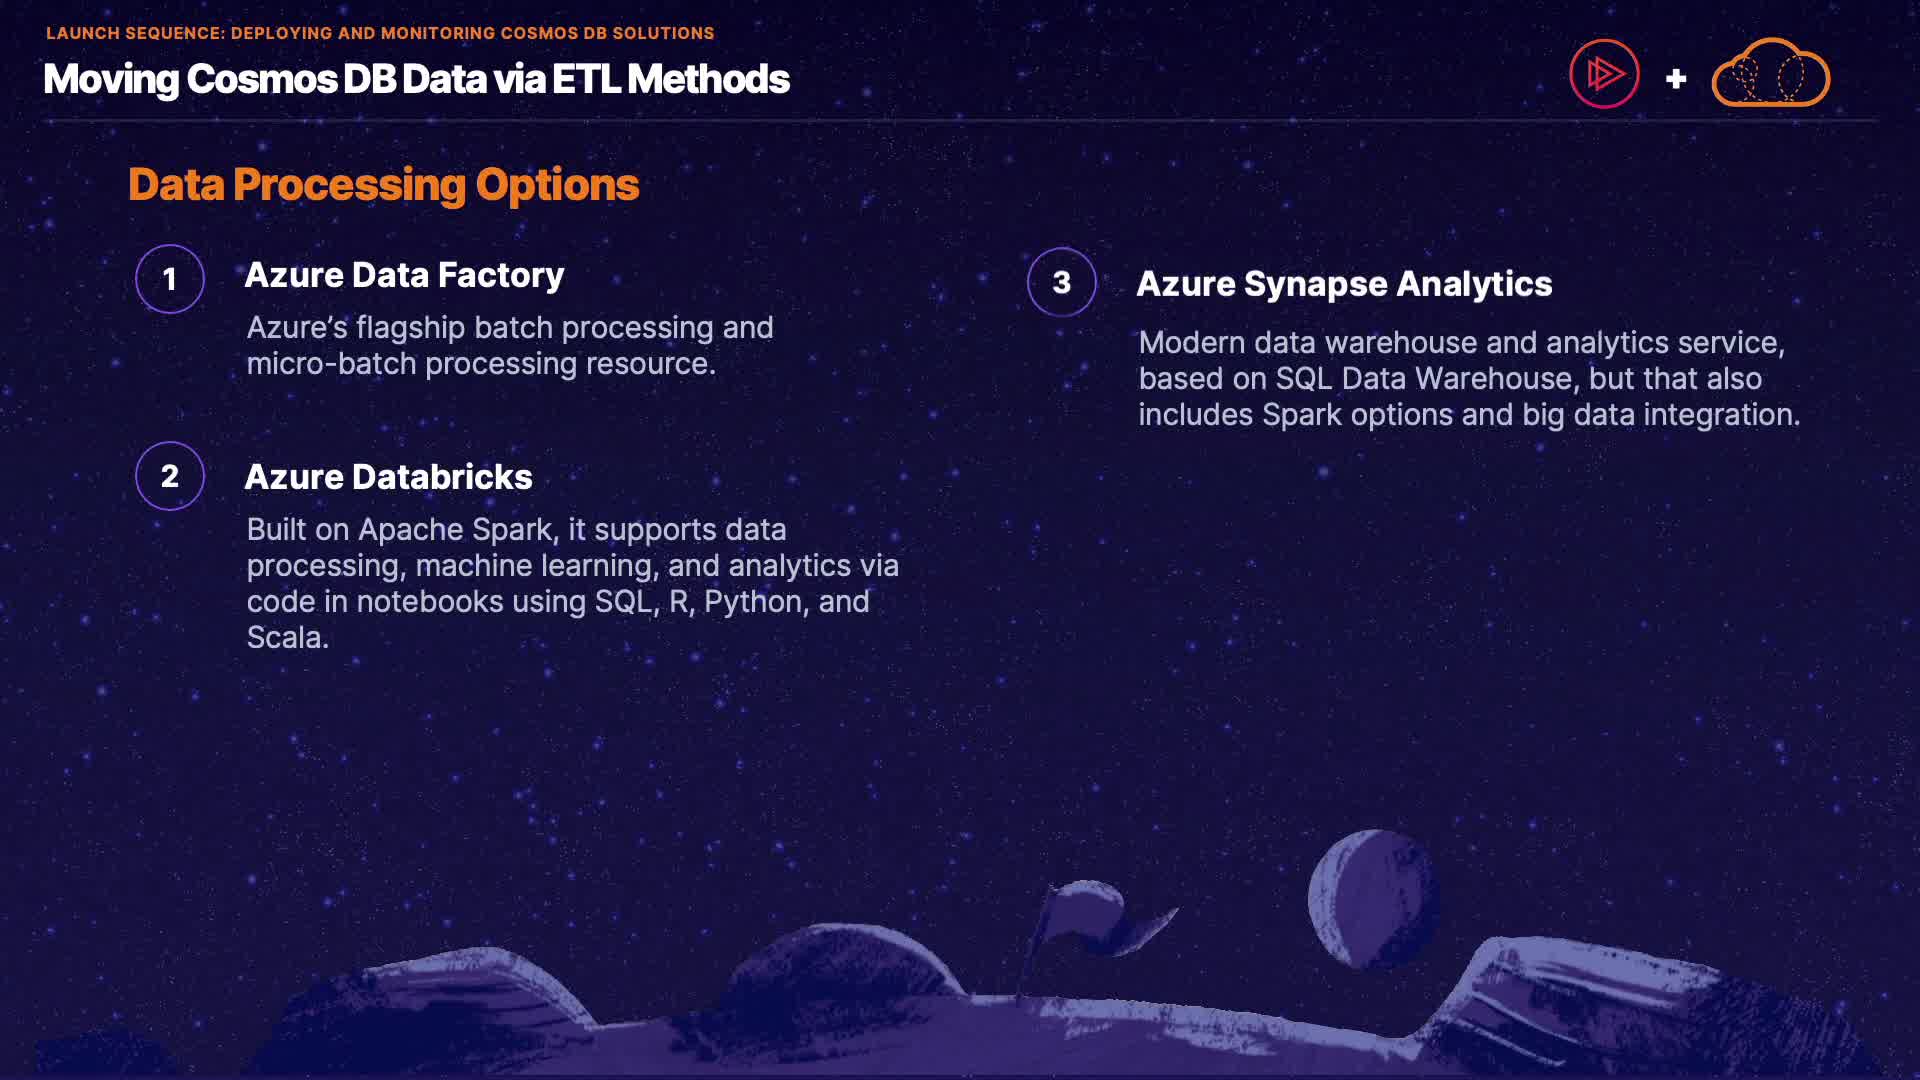 LAUNCH SEQUENCE: DEPLOYING AND MONITORING COSMOS DB SOLUTIONS
Moving Cosmos DB Data via ETL Methods
+
Data Processing Options
1
Azure Data Factory
Azure’s flagship batch processing and
micro-batch processing resource.
2
Azure Databricks
Built on Apache Spark, it supports data
processing, machine learning, and analytics via
code in notebooks using SQL, R, Python, and
Scala.
3
Azure Synapse Analytics
Modern data warehouse and analytics service,
based on SQL Data Warehouse, but that also
includes Spark options and big data integration.